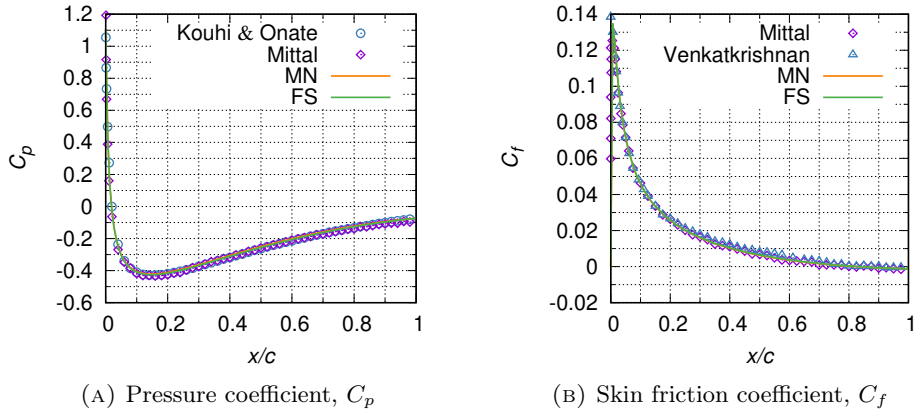 Kouhi & Onate
Mittal
MN
FS
1.2
1
0.8
0.6
0.4
0.2
0
-0.2
-0.4
-0.6
Cp
0 0.2 0.4 0.6 0.8 1
x/c
(A) Pressure coefficient, Cp
Mittal
Venkatkrishnan
MN
FS
0.14
0.12
0.1
0.08
0.06
0.04
0.02
0
-0.02
Cf
0 0.2 0.4 0.6 0.8 1
x/c
(B) Skin friction coefficient, Cf